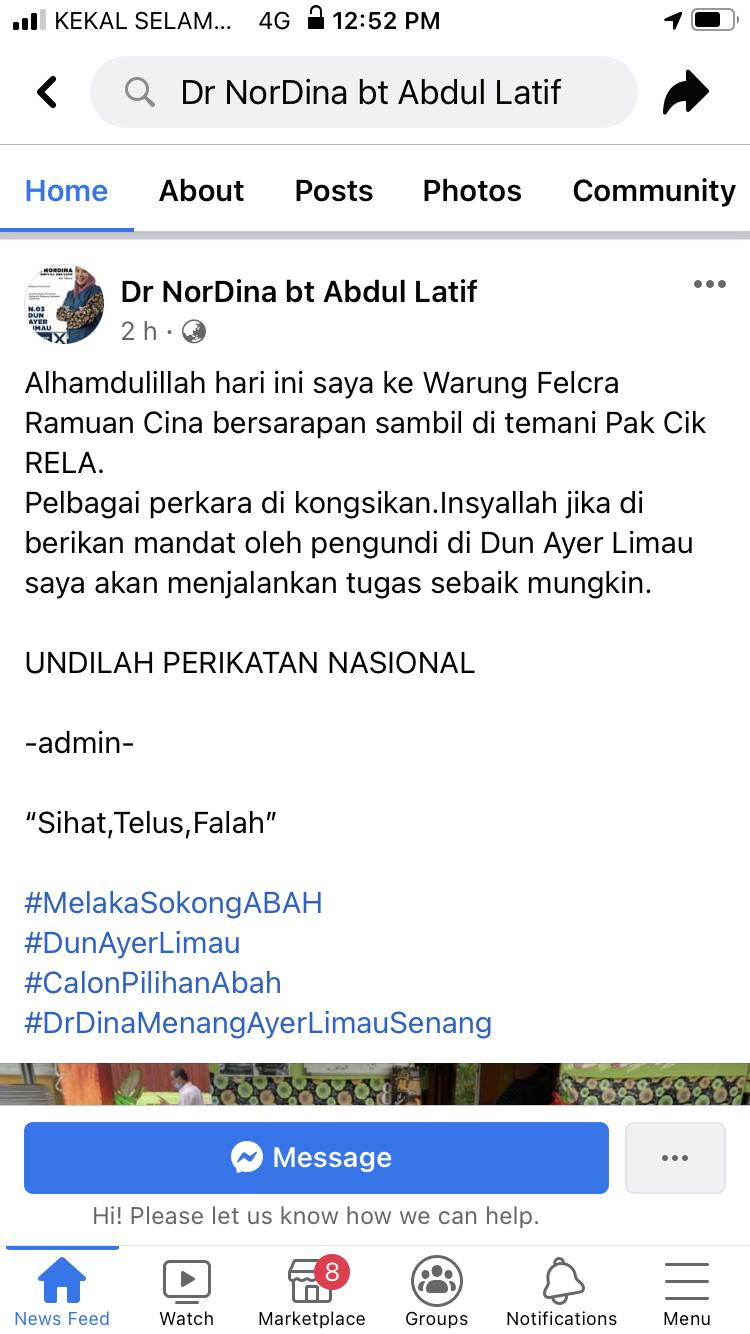 KEKAL SELAM... 4G 12:52 PM
Dr NorDina bt Abdul Latif
Home About Posts Photos Community
NORDINA
N.03
DUN
AYER
LIMAU
Dr NorDina bt Abdul Latif
2 h ·
Alhamdulillah hari ini saya ke Warung Felcra
Ramuan Cina bersarapan sambil di temani Pak Cik
RELA.
Pelbagai perkara di kongsikan.Insyallah jika di
berikan mandat oleh pengundi di Dun Ayer Limau
saya akan menjalankan tugas sebaik mungkin.
UNDILAH PERIKATAN NASIONAL
-admin-
“Sihat,Telus,Falah”
#MelakaSokongABAH
#DunAyerLimau
#CalonPilihanAbah
#DrDinaMenangAyerLimauSenang
Message
Hi! Please let us know how we can help.
8
News Feed Watch Marketplace Groups Notifications Menu